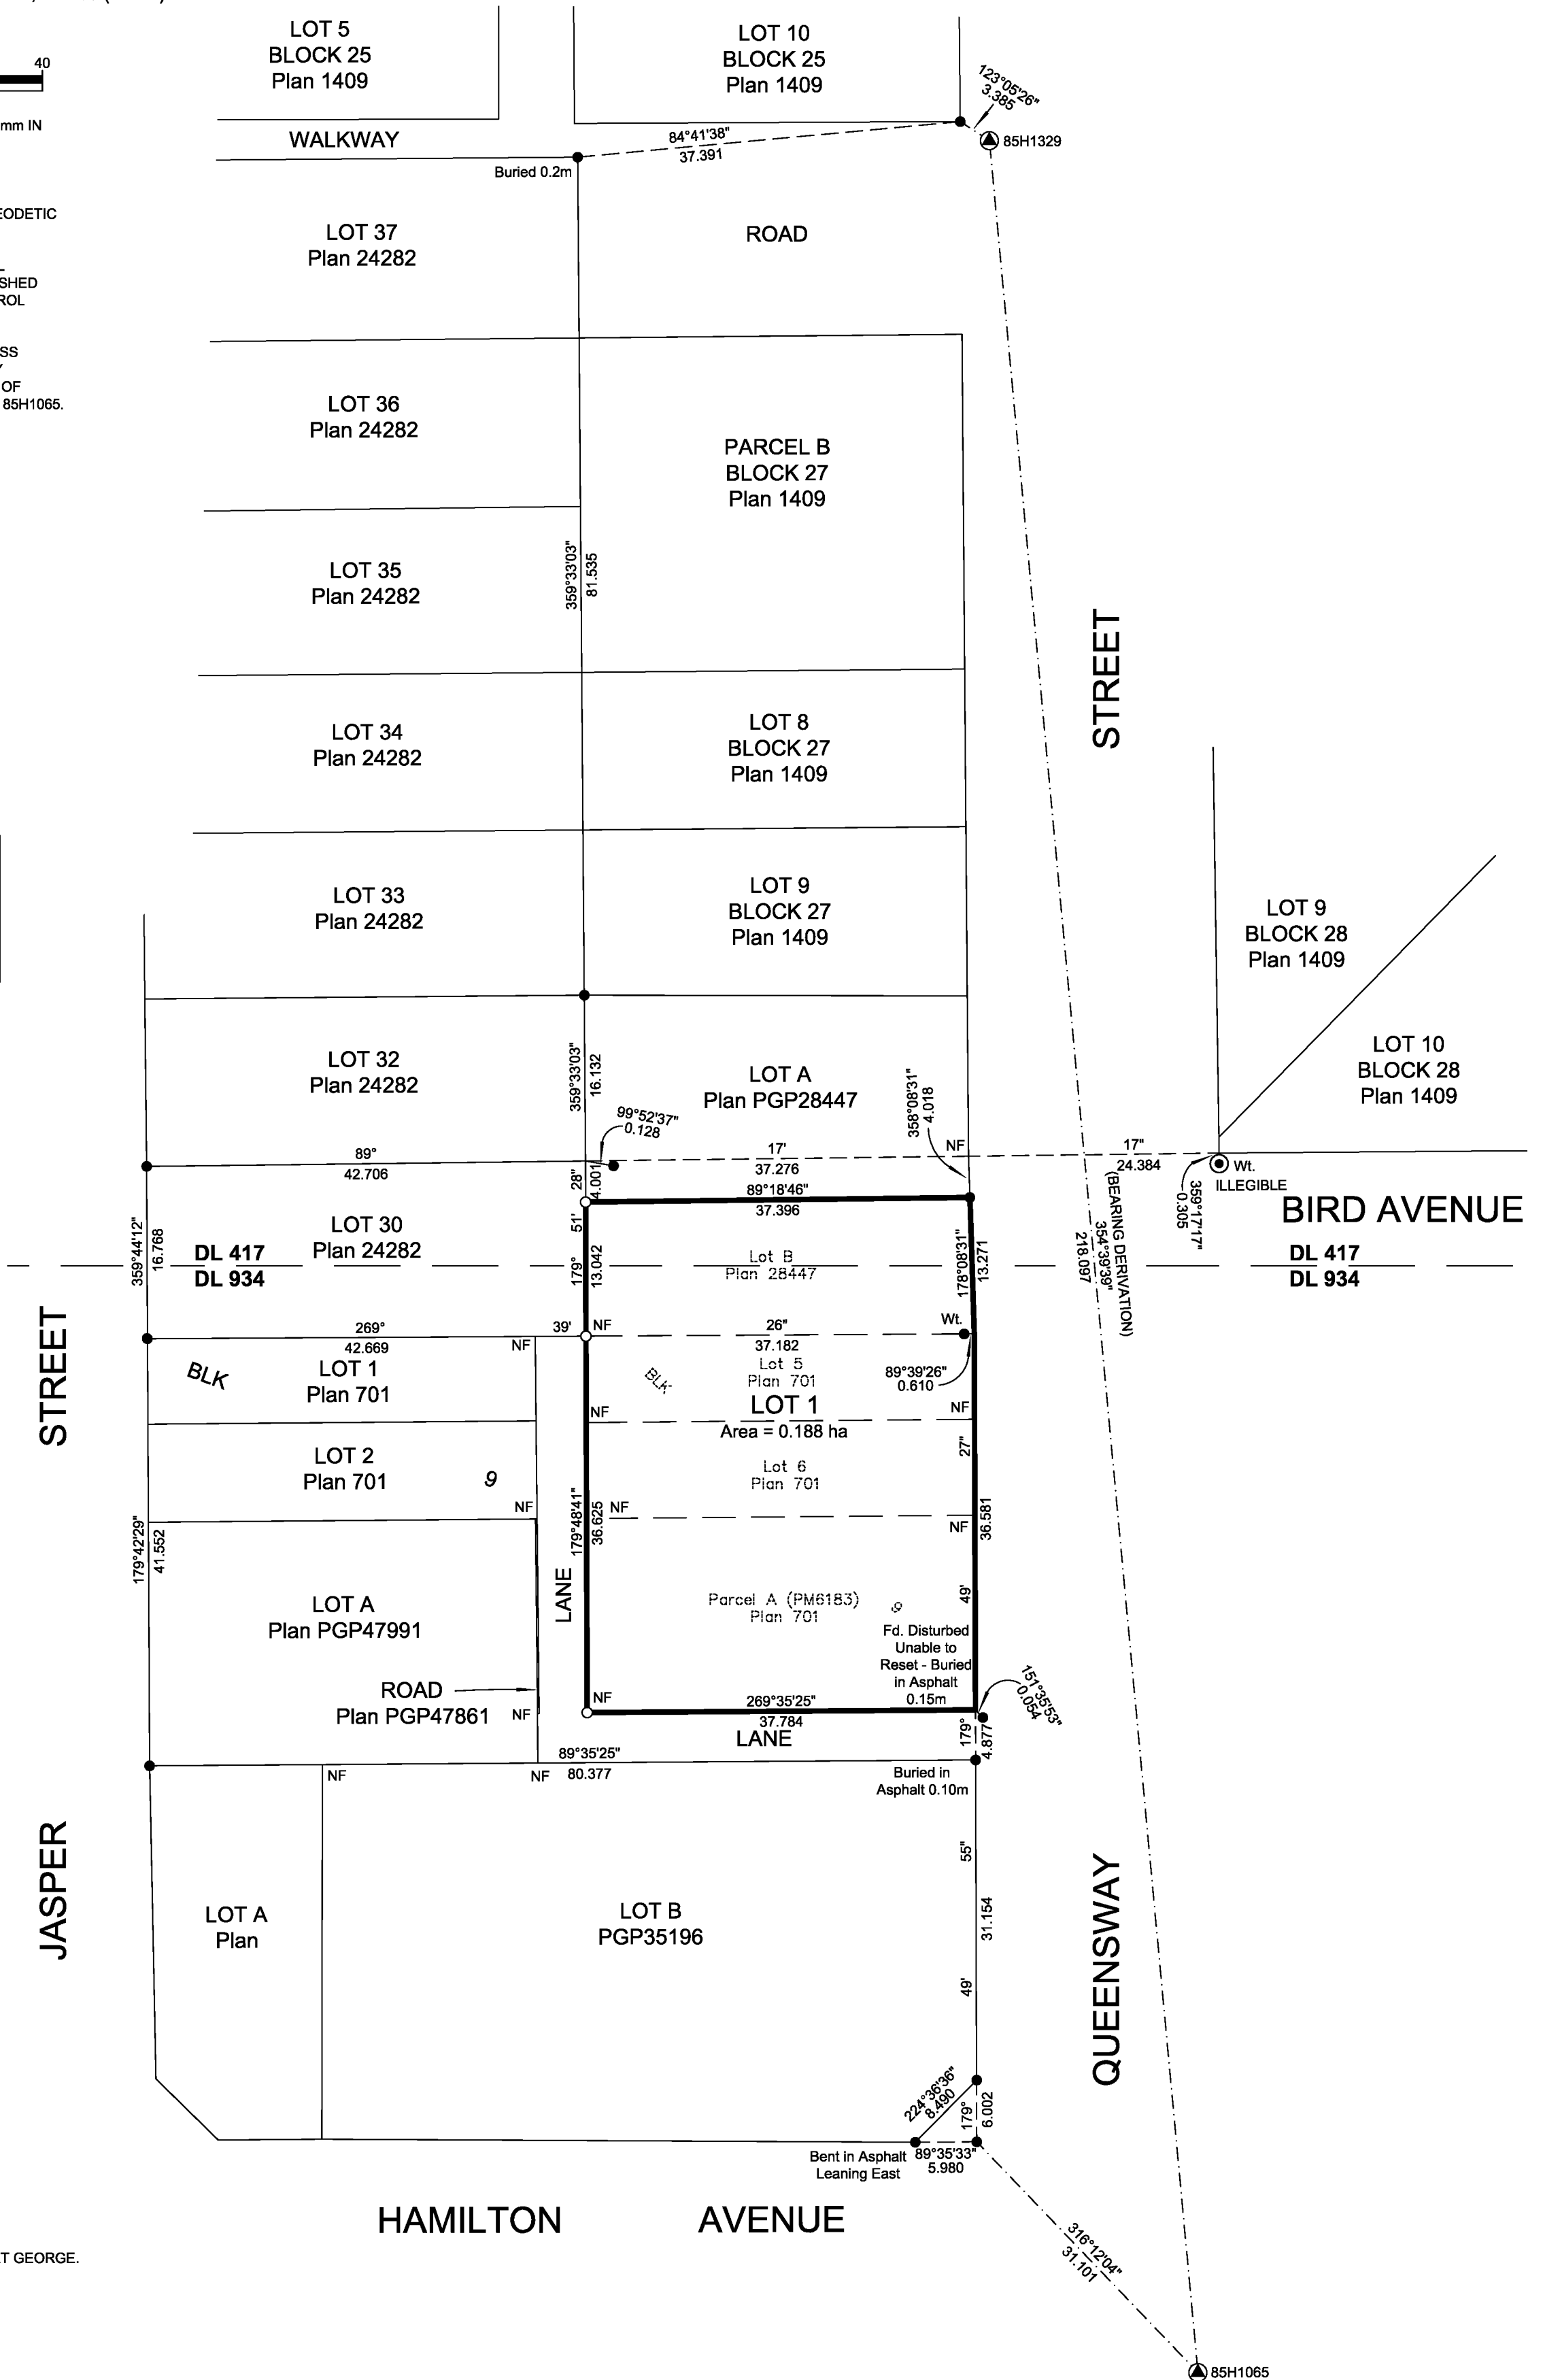 40
mm IN
EODETIC
SHED
ROL
SS
OF
85H1065.
T GEORGE.
LOT 5
BLOCK 25
Plan 1409
LOT 10
BLOCK 25
Plan 1409
123°05'26"
3.385
85H1329
WALKWAY
84°41'38"
37.391
Buried 0.2m
LOT 37
Plan 24282
ROAD
LOT 36
Plan 24282
PARCEL B
BLOCK 27
Plan 1409
359°33'03"
81.535
LOT 35
Plan 24282
STREET
LOT 34
Plan 24282
LOT 8
BLOCK 27
Plan 1409
LOT 33
Plan 24282
LOT 9
BLOCK 27
Plan 1409
LOT 9
BLOCK 28
Plan 1409
LOT 10
BLOCK 28
Plan 1409
LOT 32
Plan 24282
359°33'03"
16.132
LOT A
Plan PGP28447
358°08'31"
4.018
99°52'37"
0.128
NF
89°
42.706
17'
37.276
17"
24.384
Wt.
ILLEGIBLE
359°17'17"
0.305
28"
4.001
89°18'46"
37.396
BIRD AVENUE
LOT 30
Plan 24282
359°44'12"
16.768
51'
179°
13.042
Lot B
Plan 28447
178°08'31"
13.271
(BEARING DERIVATION)
354°39'39"
218.097
DL 417
DL 934
DL 417
DL 934
STREET
269°
42.669
39'
NF
26"
37.182
Wt.
NF
LOT 1
Plan 701
BLK
BLK
Lot 5
Plan 701
89°39'26"
0.610
LOT 1
Area = 0.188 ha
NF
NF
LOT 2
Plan 701
9
Lot 6
Plan 701
27"
NF
NF
NF
179°42'29"
41.552
179°48'41"
36.625
36.581
LOT A
Plan PGP47991
LANE
Parcel A (PM6183)
Plan 701
9
49'
Fd. Disturbed
Unable to
Reset - Buried
in Asphalt
0.15m
151°35'53"
0.054
ROAD
Plan PGP47861
NF
NF
269°35'25"
37.784
LANE
179°
4.877
89°35'25"
80.377
NF
NF
Buried in
Asphalt 0.10m
JASPER
LOT A
Plan
LOT B
PGP35196
55"
31.154
49'
QUEENSWAY
224°36'36"
8.490
179°
6.002
Bent in Asphalt
Leaning East
89°35'33"
5.980
HAMILTON AVENUE
316°12'04"
31.101
85H1065